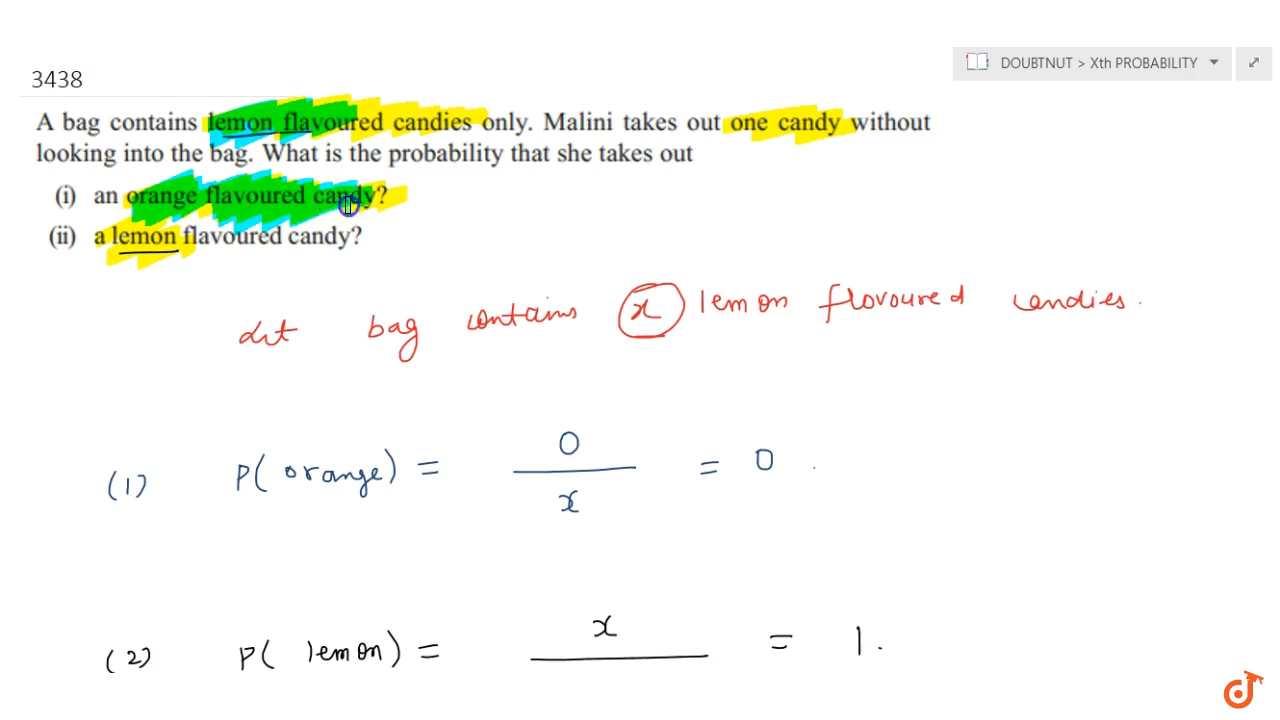 3438
DOUBTNUT > Xth PROBABILITY
A bag contains lemon flavoured candies only. Malini takes out one candy without
looking into the bag. What is the probability that she takes out
(i) an orange flavoured candy?
(ii) a lemon flavoured candy?
Let bag contains x lemon flovoured candies.
(1) P(orange) = 0/x = 0.
(2) P(lemon) = x/ = 1.